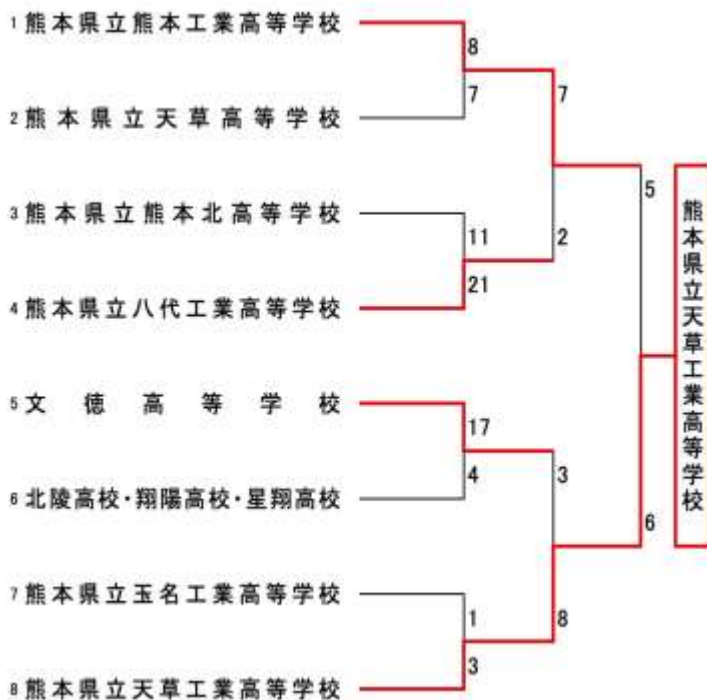 1 熊本県立熊本工業高等学校
8
7
7
2 熊本県立天草高等学校
5
3 熊本県立熊本北高等学校
11
2
21
4 熊本県立八代工業高等学校
熊本県立天草工業高等学校
5 文徳高等学校
17
4
3
6 北陵高校・翔陽高校・星翔高校
6
7 熊本県立玉名工業高等学校
1
8
3
8 熊本県立天草工業高等学校